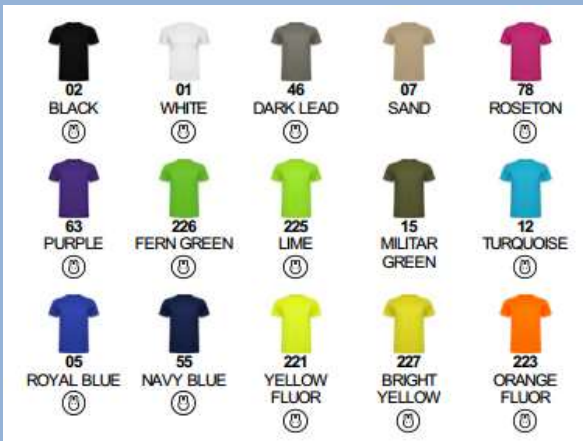 02
BLACK
01
WHITE
46
DARK LEAD
07
SAND
78
ROSETON
63
PURPLE
226
FERN GREEN
225
LIME
15
MILITAR
GREEN
12
TURQUOISE
05
ROYAL BLUE
55
NAVY BLUE
221
YELLOW
FLUOR
227
BRIGHT
YELLOW
223
ORANGE
FLUOR